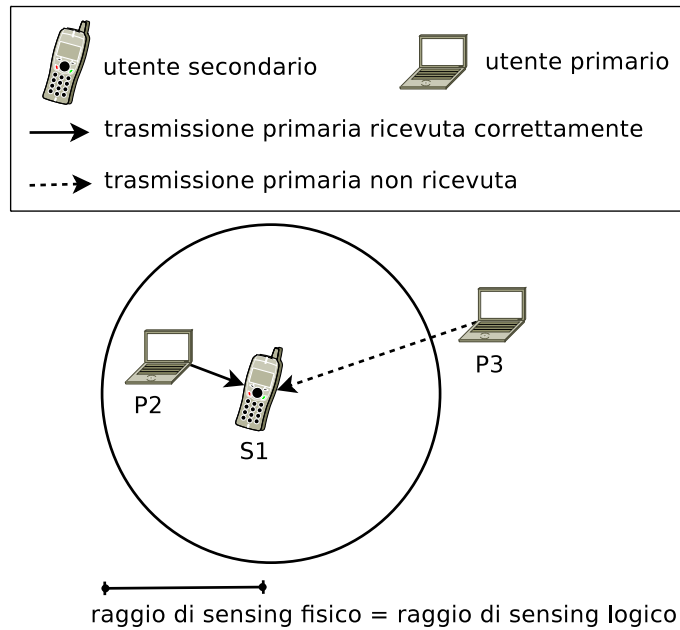 utente secondario
utente primario
trasmissione primaria ricevuta correttamente
trasmissione primaria non ricevuta
P2
S1
P3
raggio di sensing fisico = raggio di sensing logico